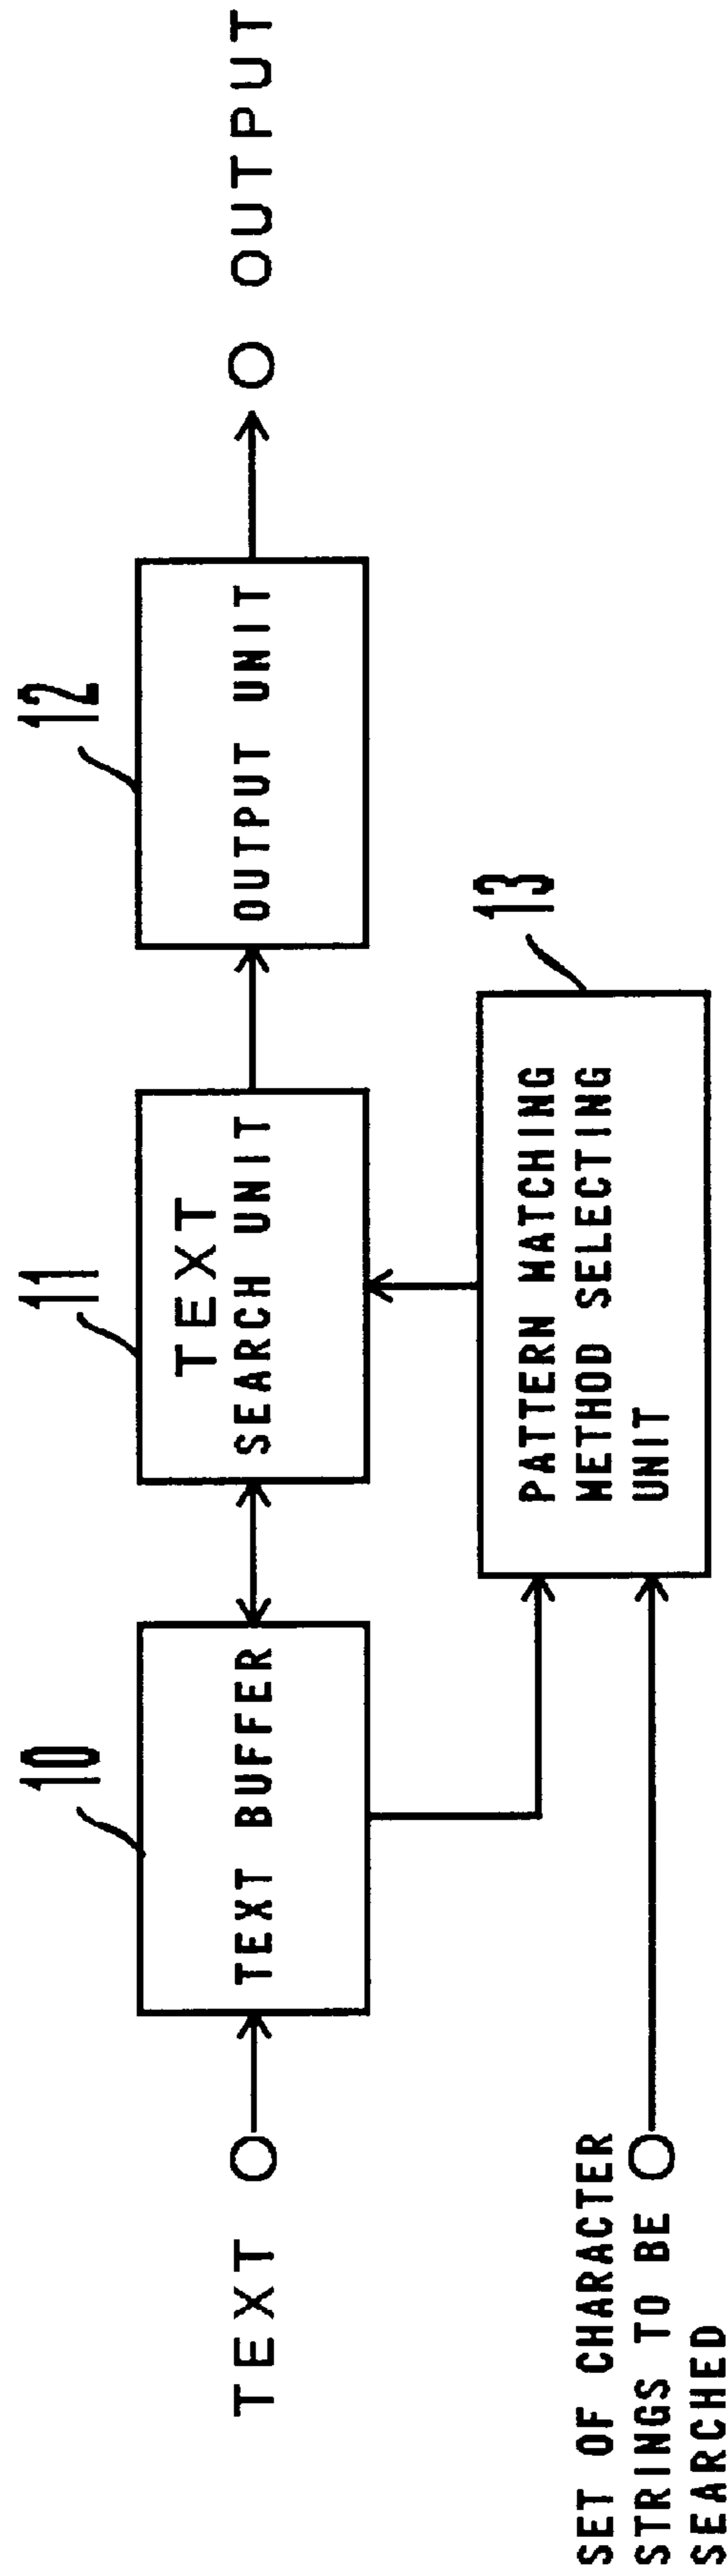 10
11
12
TEXT
TEXT BUFFER
TEXT
SEARCH UNIT
OUTPUT UNIT
OUTPUT
13
PATTERN MATCHING
METHOD SELECTING
UNIT
SET OF CHARACTER
STRINGS TO BE
SEARCHED